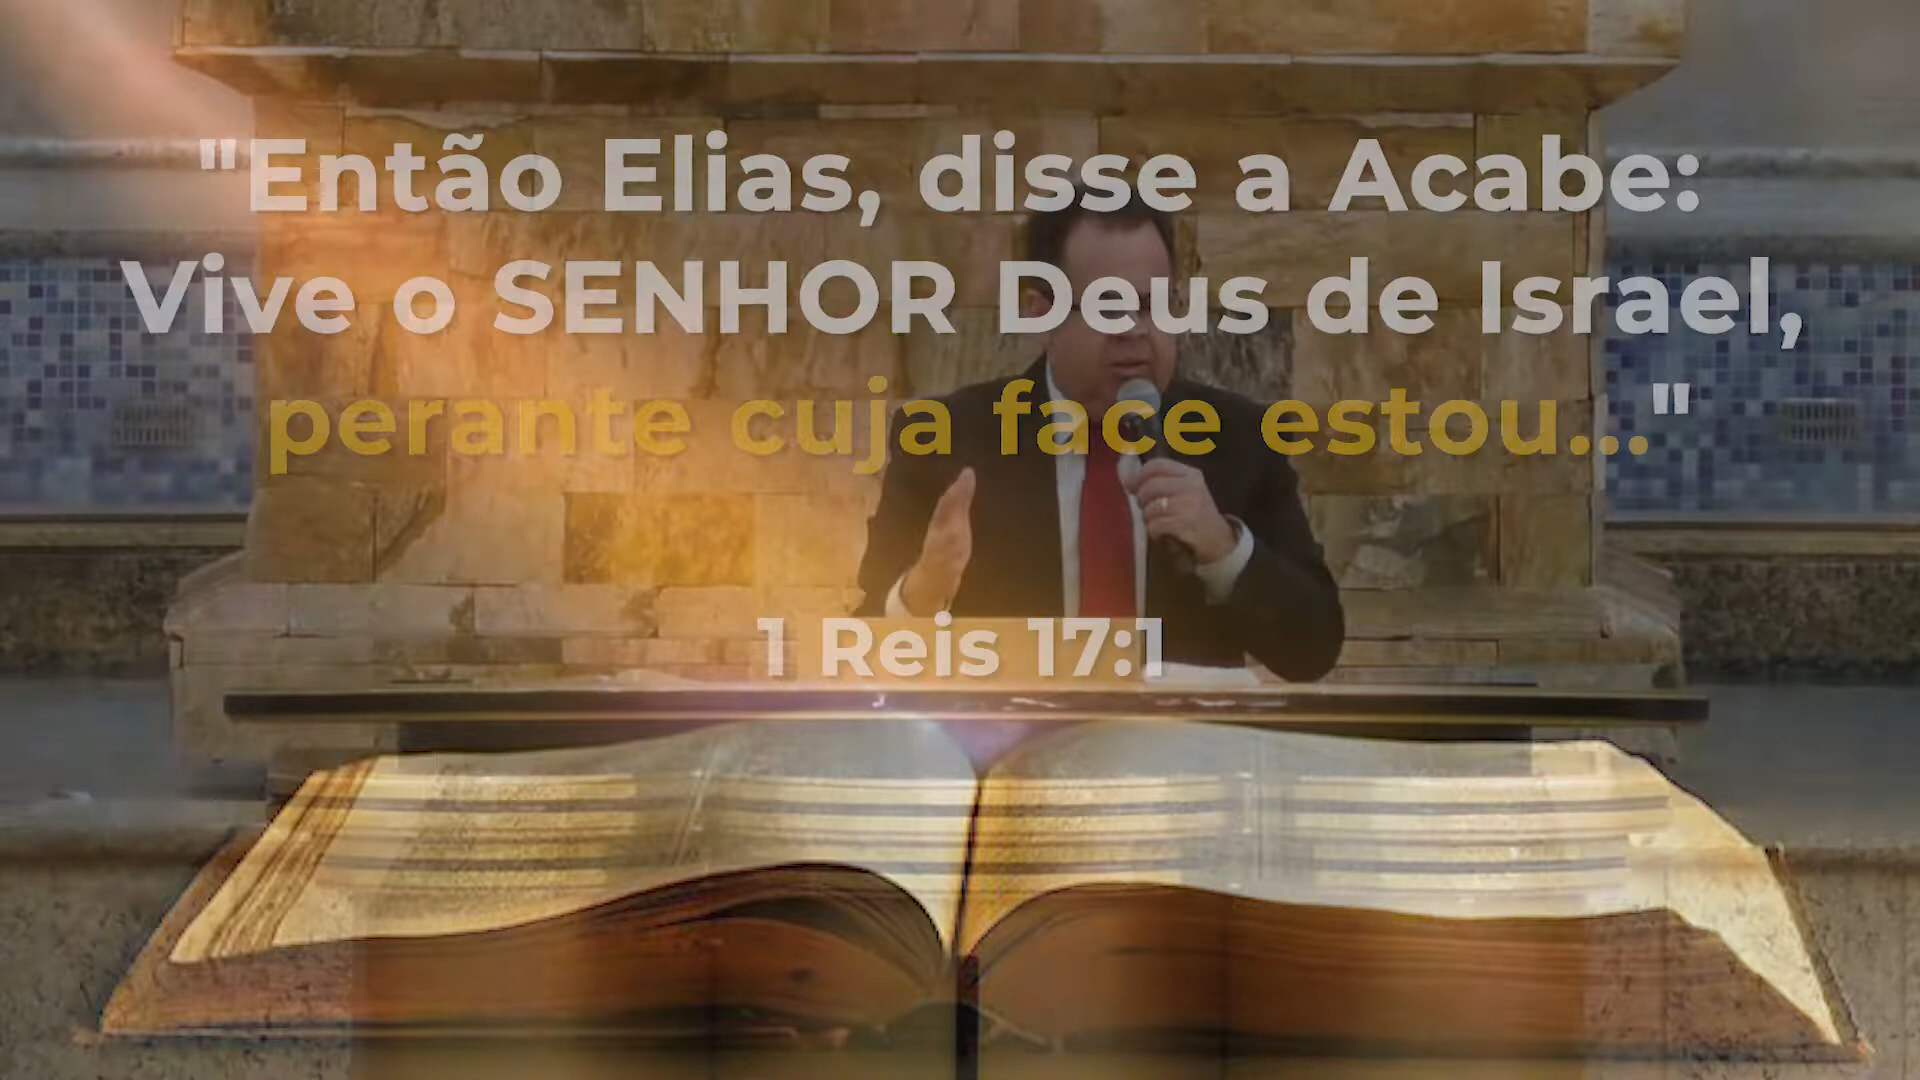 "Então Elias, disse a Acabe:
Vive o SENHOR Deus de Israel,
perante cuja face estou..."
1 Reis 17:1